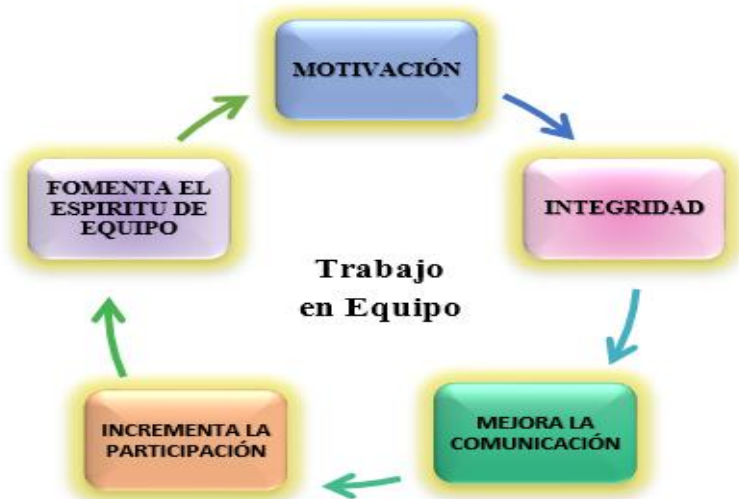 MOTIVACIÓN
INTEGRIDAD
MEJORA LA
COMUNICACIÓN
INCREMENTA LA
PARTICIPACIÓN
FOMENTA EL
ESPIRITU DE
EQUIPO
Trabajo
en Equipo